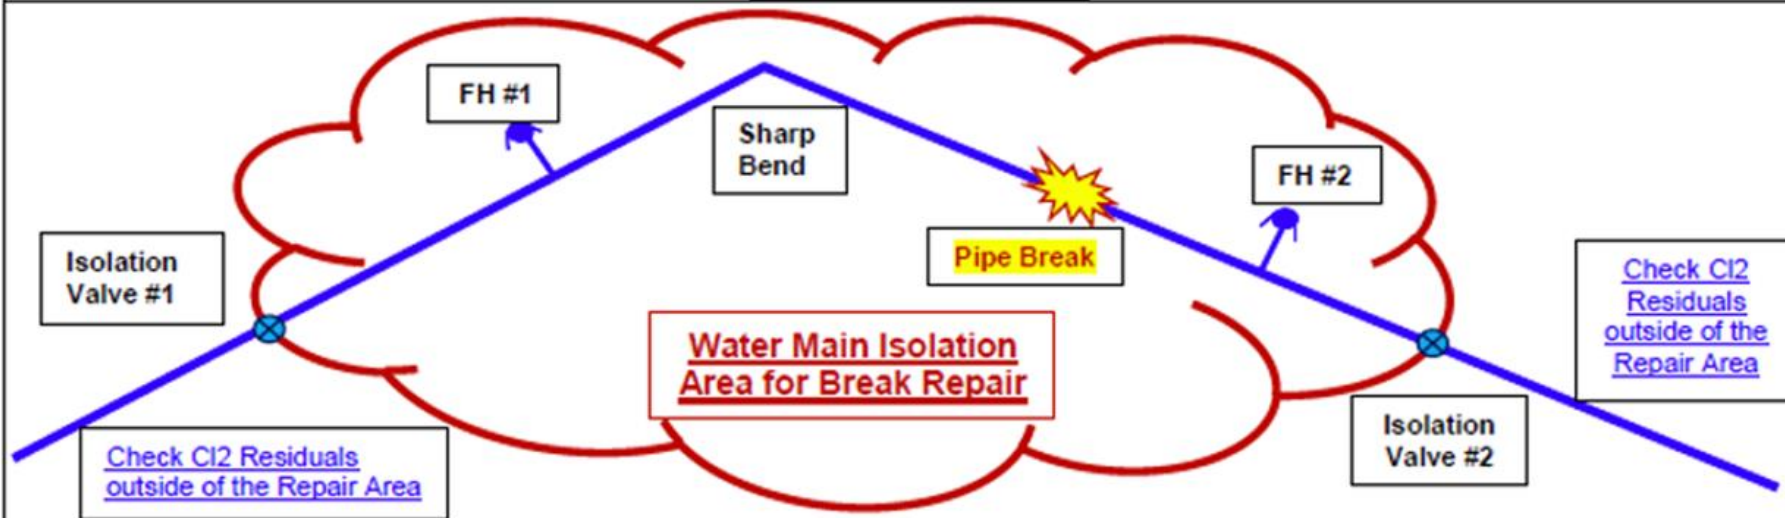 FH #1
Sharp
Bend
FH #2
Isolation
Valve #1
Pipe Break
Check Cl2
Residuals
outside of the
Repair Area
Water Main Isolation
Area for Break Repair
Isolation
Valve #2
Check Cl2 Residuals
outside of the Repair Area